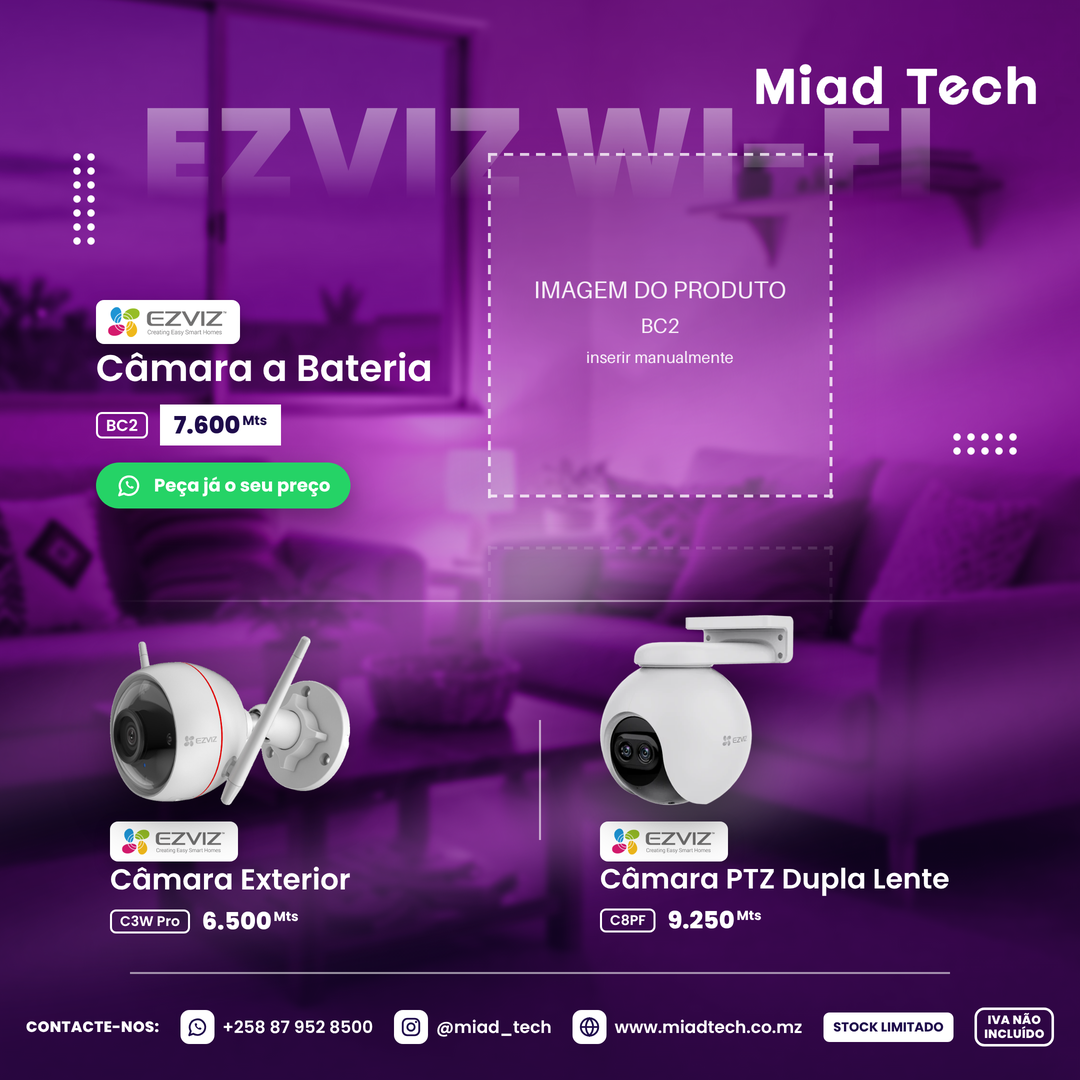 Miad Tech
EZVIZ WI-FI
IMAGEM DO PRODUTO
BC2
inserir manualmente
EZVIZ
Creating Easy Smart Homes
Câmara a Bateria
BC2 7.600 Mts
Peça já o seu preço
EZVIZ
EZVIZ
EZVIZ
Creating Easy Smart Homes
Câmara Exterior
C3W Pro 6.500 Mts
EZVIZ
Creating Easy Smart Homes
Câmara PTZ Dupla Lente
C8PF 9.250 Mts
CONTACTE-NOS: +258 87 952 8500 @miad_tech www.miadtech.co.mz STOCK LIMITADO
IVA NÃO
INCLUÍDO